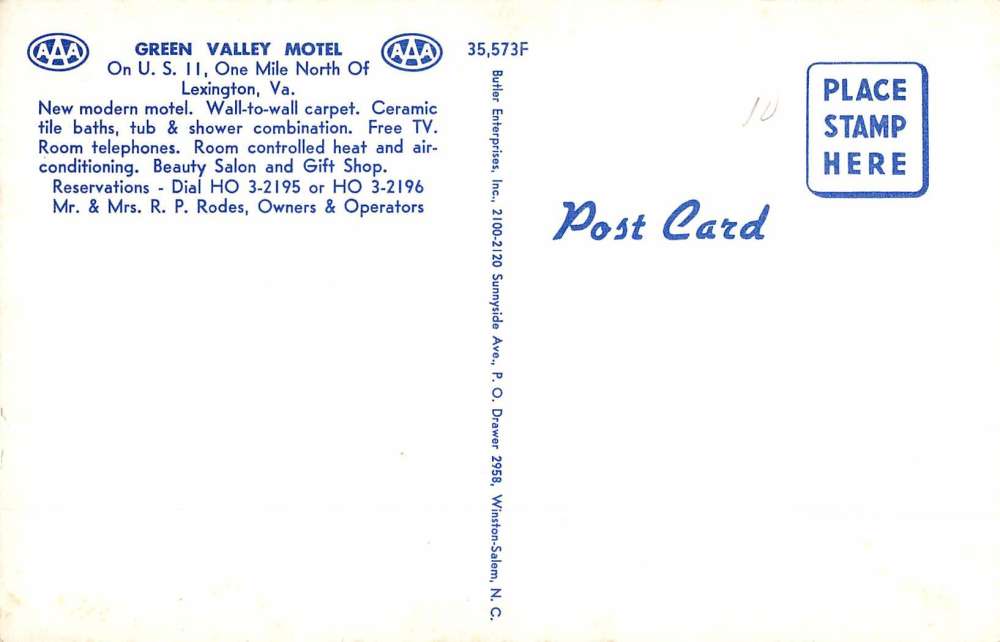 AAA GREEN VALLEY MOTEL AAA
On U. S. 11, One Mile North Of
Lexington, Va.
New modern motel. Wall-to-wall carpet. Ceramic
tile baths, tub & shower combination. Free TV.
Room telephones. Room controlled heat and air-
conditioning. Beauty Salon and Gift Shop.
Reservations - Dial HO 3-2195 or HO 3-2196
Mr. & Mrs. R. P. Rodes, Owners & Operators
35,573F
Butler Enterprises, Inc., 2100-2120 Sunnyside Ave., P. O. Drawer 2958, Winston-Salem, N. C.
Post Card
10
PLACE
STAMP
HERE